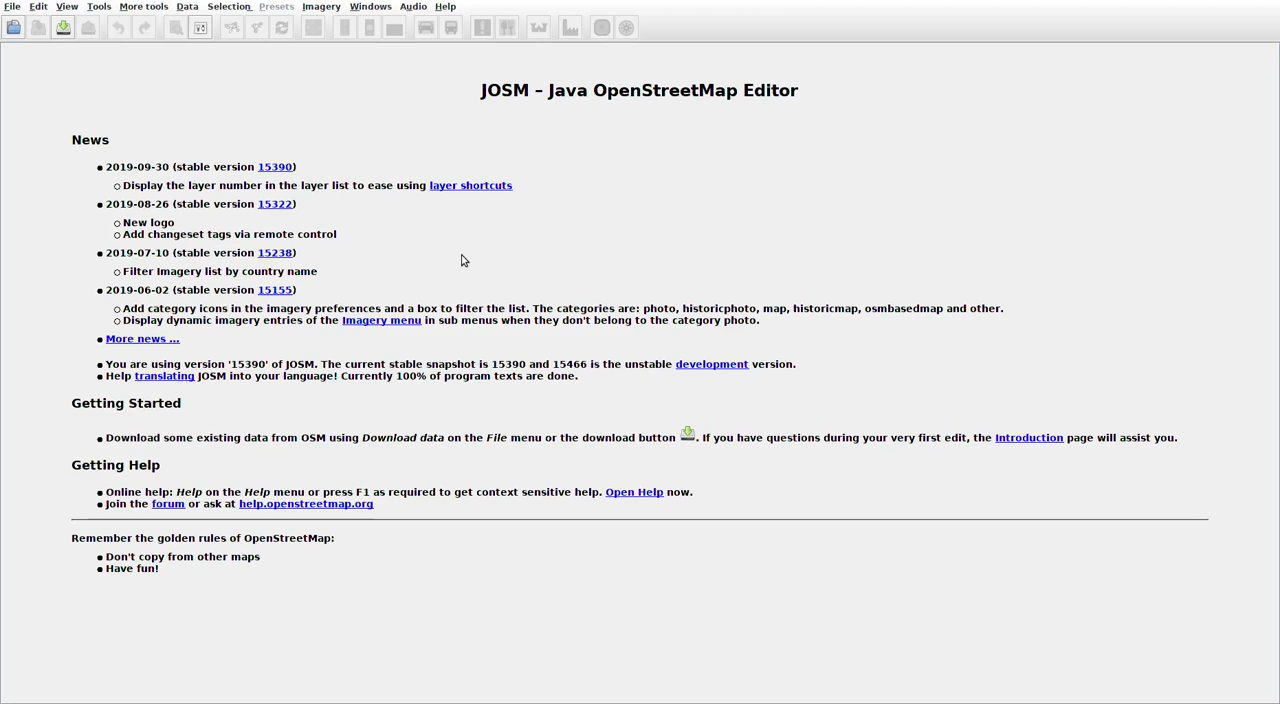 File Edit View Tools More tools Data Selection Presets Imagery Windows Audio Help
JOSM – Java OpenStreetMap Editor
News
2019-09-30 (stable version 15390)
Display the layer number in the layer list to ease using layer shortcuts
2019-08-26 (stable version 15322)
New logo
Add changeset tags via remote control
2019-07-10 (stable version 15238)
Filter Imagery list by country name
2019-06-02 (stable version 15155)
Add category icons in the imagery preferences and a box to filter the list. The categories are: photo, historicphoto, map, historicmap, osmbasedmap and other.
Display dynamic imagery entries of the Imagery menu in sub menus when they don't belong to the category photo.
More news ...
You are using version '15390' of JOSM. The current stable snapshot is 15390 and 15466 is the unstable development version.
Help translating JOSM into your language! Currently 100% of program texts are done.
Getting Started
Download some existing data from OSM using Download data on the File menu or the download button . If you have questions during your very first edit, the Introduction page will assist you.
Getting Help
Online help: Help on the Help menu or press F1 as required to get context sensitive help. Open Help now.
Join the forum or ask at help.openstreetmap.org
Remember the golden rules of OpenStreetMap:
Don't copy from other maps
Have fun!